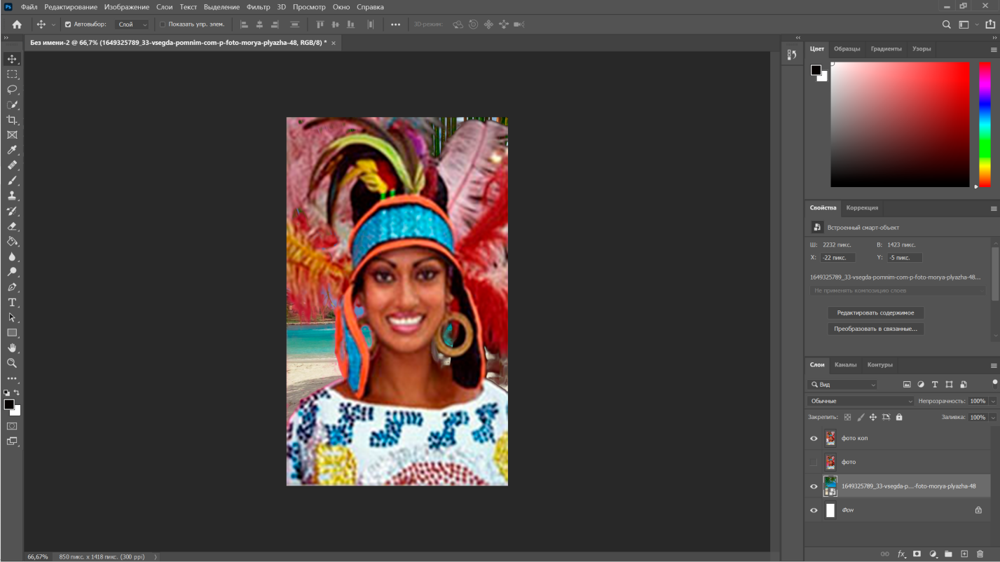 Ps Файл Редактирование Изображение Слои Текст Выделение Фильтр 3D Просмотр Окно Справка
Автовыбор: Слой Показать упр. элем. 3D-режим:
Без имени-2 @ 66,7% (1649325789_33-vsegda-pomnim-com-p-foto-morya-plyazha-48, RGB/8) *
Цвет Образцы Градиенты Узоры
Свойства Коррекция
Встроенный смарт-объект
Ш: 2232 пикс. В: 1423 пикс.
X: -22 пикс. Y: -5 пикс.
1649325789_33-vsegda-pomnim-com-p-foto-morya-plyazha-48...
Не применять композицию слоев
Редактировать содержимое
Преобразовать в связанные...
Слои Каналы Контуры
Вид
Обычные Непрозрачность: 100%
Закрепить: Заливка: 100%
фото коп
фото
1649325789_33-vsegda-p...-foto-morya-plyazha-48
Фон
66,67% 850 пикс. x 1418 пикс. (300 ppi)
fx